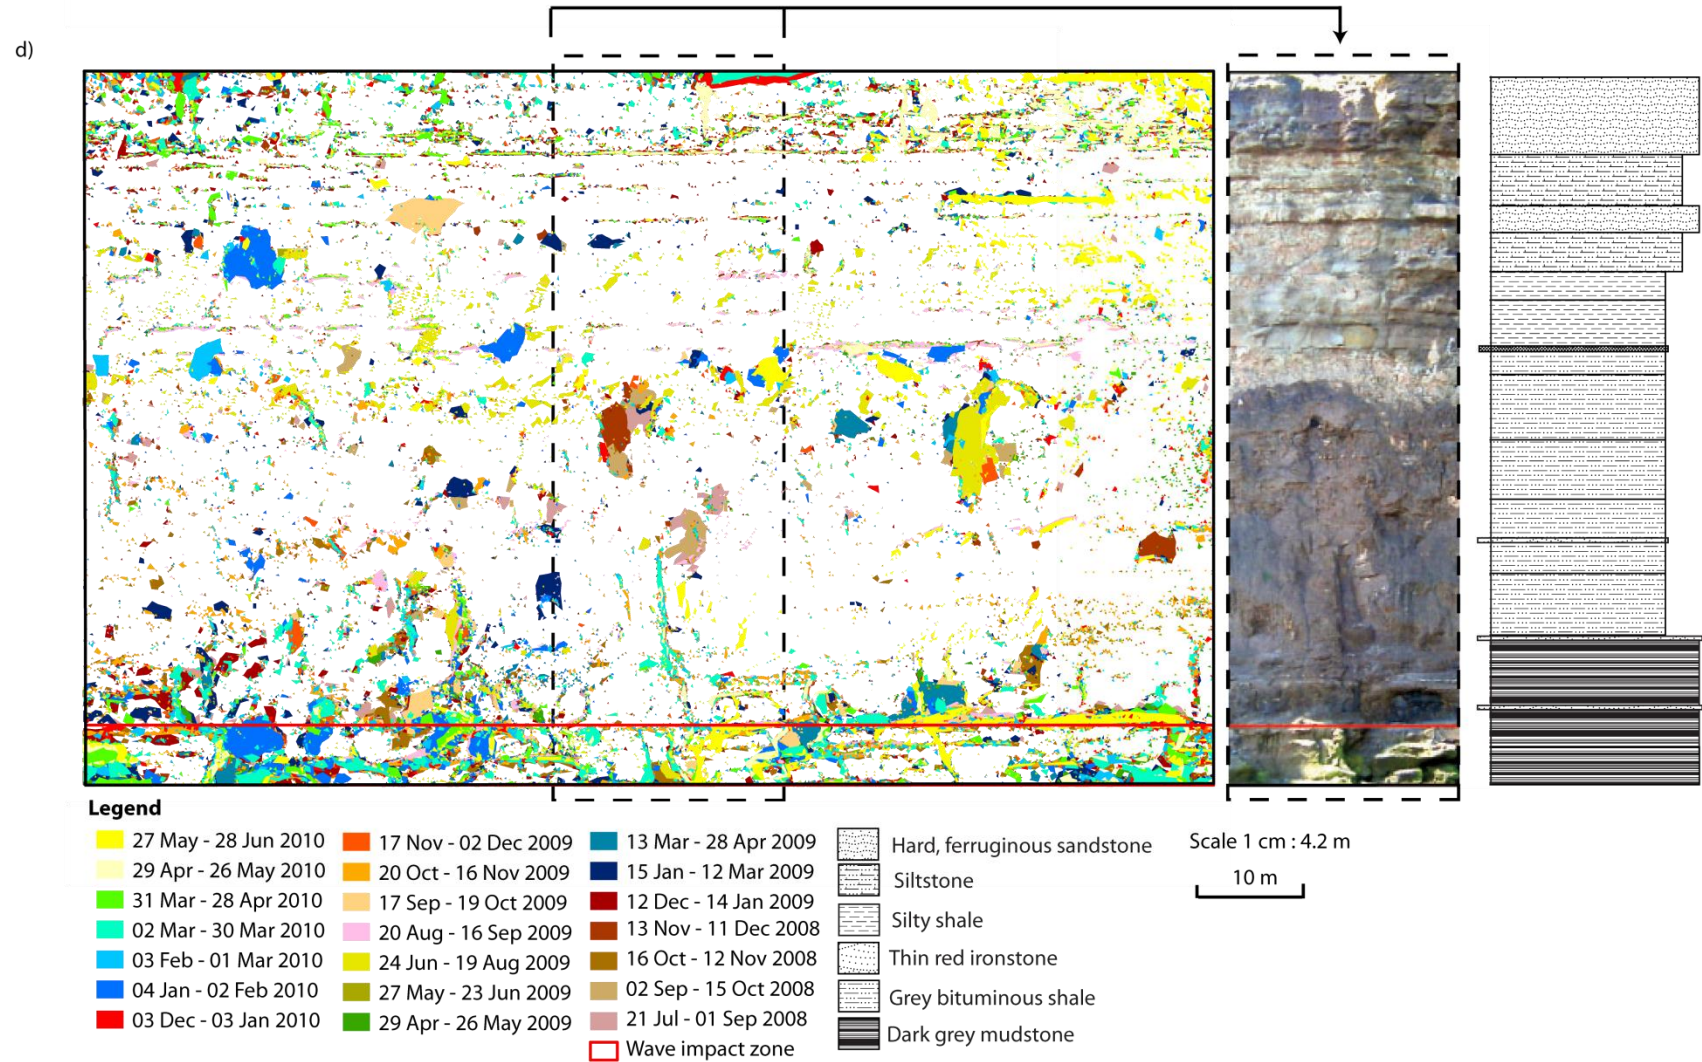 d)
Legend
27 May - 28 Jun 2010
29 Apr - 26 May 2010
31 Mar - 28 Apr 2010
02 Mar - 30 Mar 2010
03 Feb - 01 Mar 2010
04 Jan - 02 Feb 2010
03 Dec - 03 Jan 2010
17 Nov - 02 Dec 2009
20 Oct - 16 Nov 2009
17 Sep - 19 Oct 2009
20 Aug - 16 Sep 2009
24 Jun - 19 Aug 2009
27 May - 23 Jun 2009
29 Apr - 26 May 2009
13 Mar - 28 Apr 2009
15 Jan - 12 Mar 2009
12 Dec - 14 Jan 2009
13 Nov - 11 Dec 2008
16 Oct - 12 Nov 2008
02 Sep - 15 Oct 2008
21 Jul - 01 Sep 2008
Wave impact zone
Hard, ferruginous sandstone
Siltstone
Silty shale
Thin red ironstone
Grey bituminous shale
Dark grey mudstone
Scale 1 cm : 4.2 m
10 m